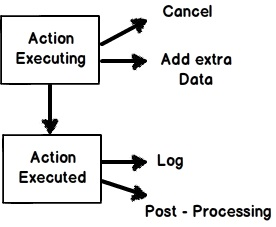 Cancel
Action
Executing
Add extra
Data
Action
Executed
Log
Post - Processing